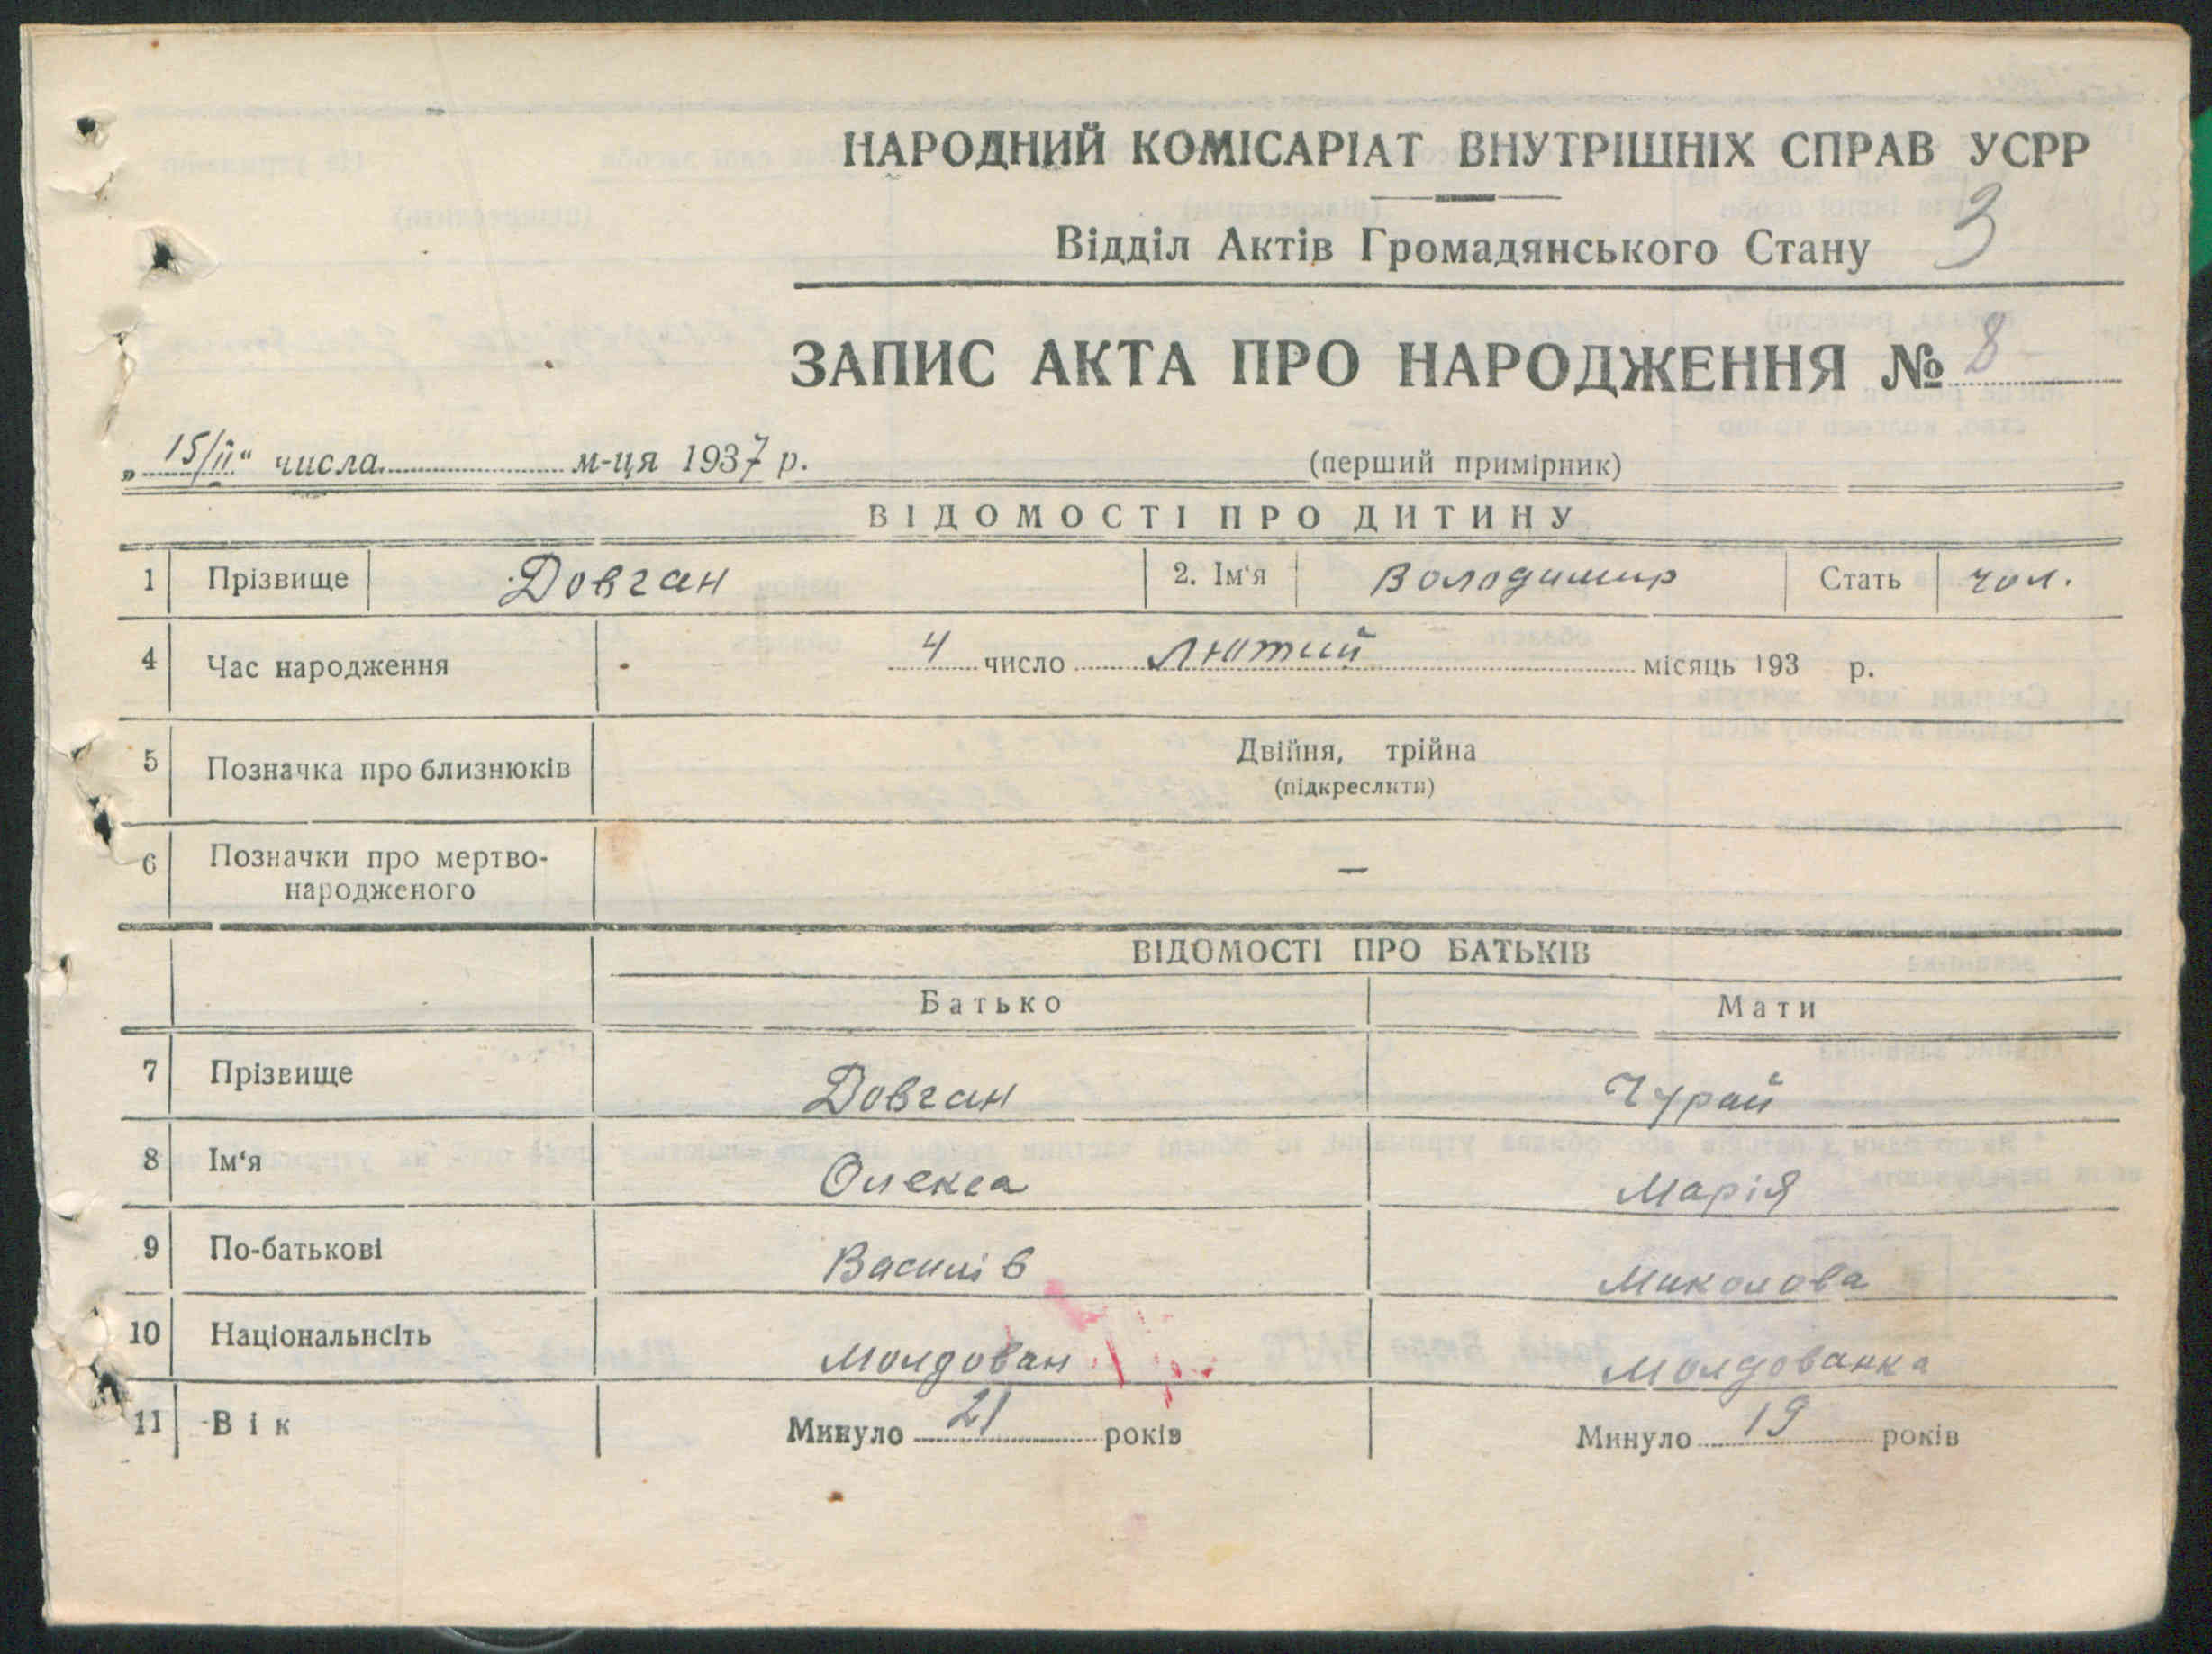 НАРОДНИЙ КОМІСАРІАТ ВНУТРІШНІХ СПРАВ УСРР
Відділ Актів Громадянського Стану 3
ЗАПИС АКТА ПРО НАРОДЖЕННЯ № 8
„15/ІІ“ числа м-ця 1937 р. (перший примірник)
ВІДОМОСТІ ПРО ДИТИНУ
1 Прізвище Довган 2. Ім‘я Володимир Стать чол.
4 Час народження 4 число Лютий місяць 193 р.
5 Позначка про близнюків Двійня, трійна
(підкреслити)
6 Позначки про мертво-
народженого —
ВІДОМОСТІ ПРО БАТЬКІВ
Батько Мати
7 Прізвище Довган Чурай
8 Ім‘я Олекса Марія
9 По-батькові Василів Миколова
10 Національнсіть Молдован Молдованка
11 Вік Минуло 21 років Минуло 19 років